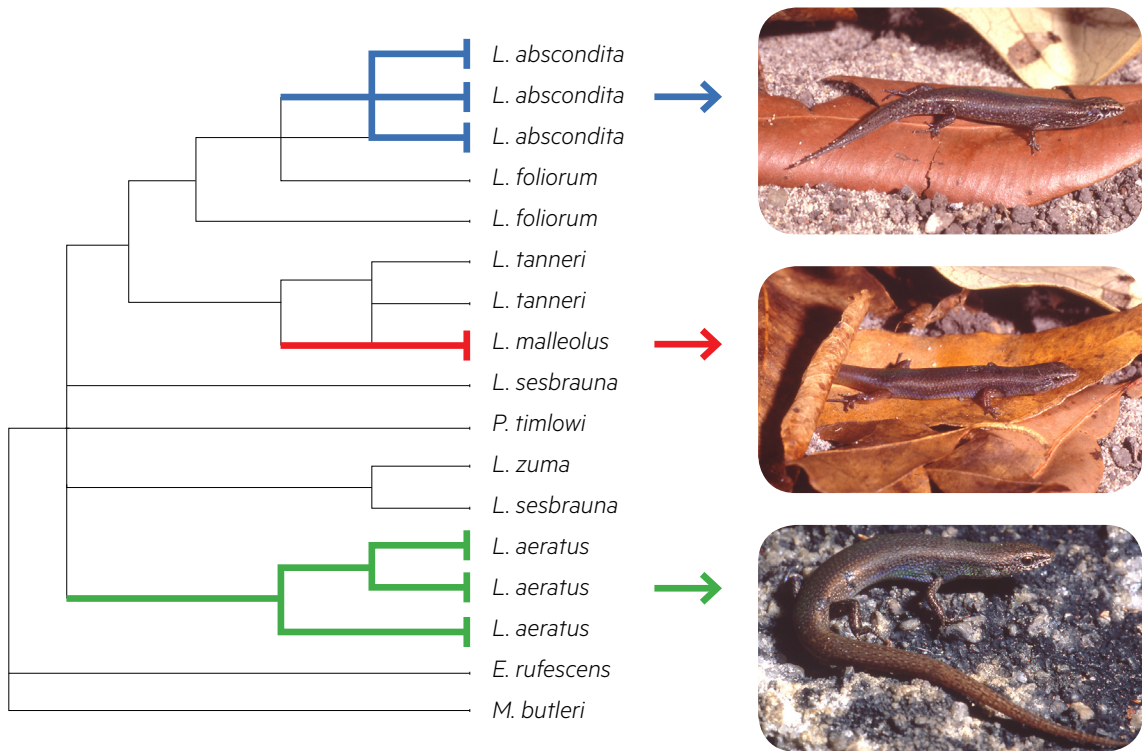 L. abscondita
L. abscondita
L. abscondita
L. foliorum
L. foliorum
L. tanneri
L. tanneri
L. malleolus
L. sesbrauna
P. timlowi
L. zuma
L. sesbrauna
L. aeratus
L. aeratus
L. aeratus
E. rufescens
M. butleri